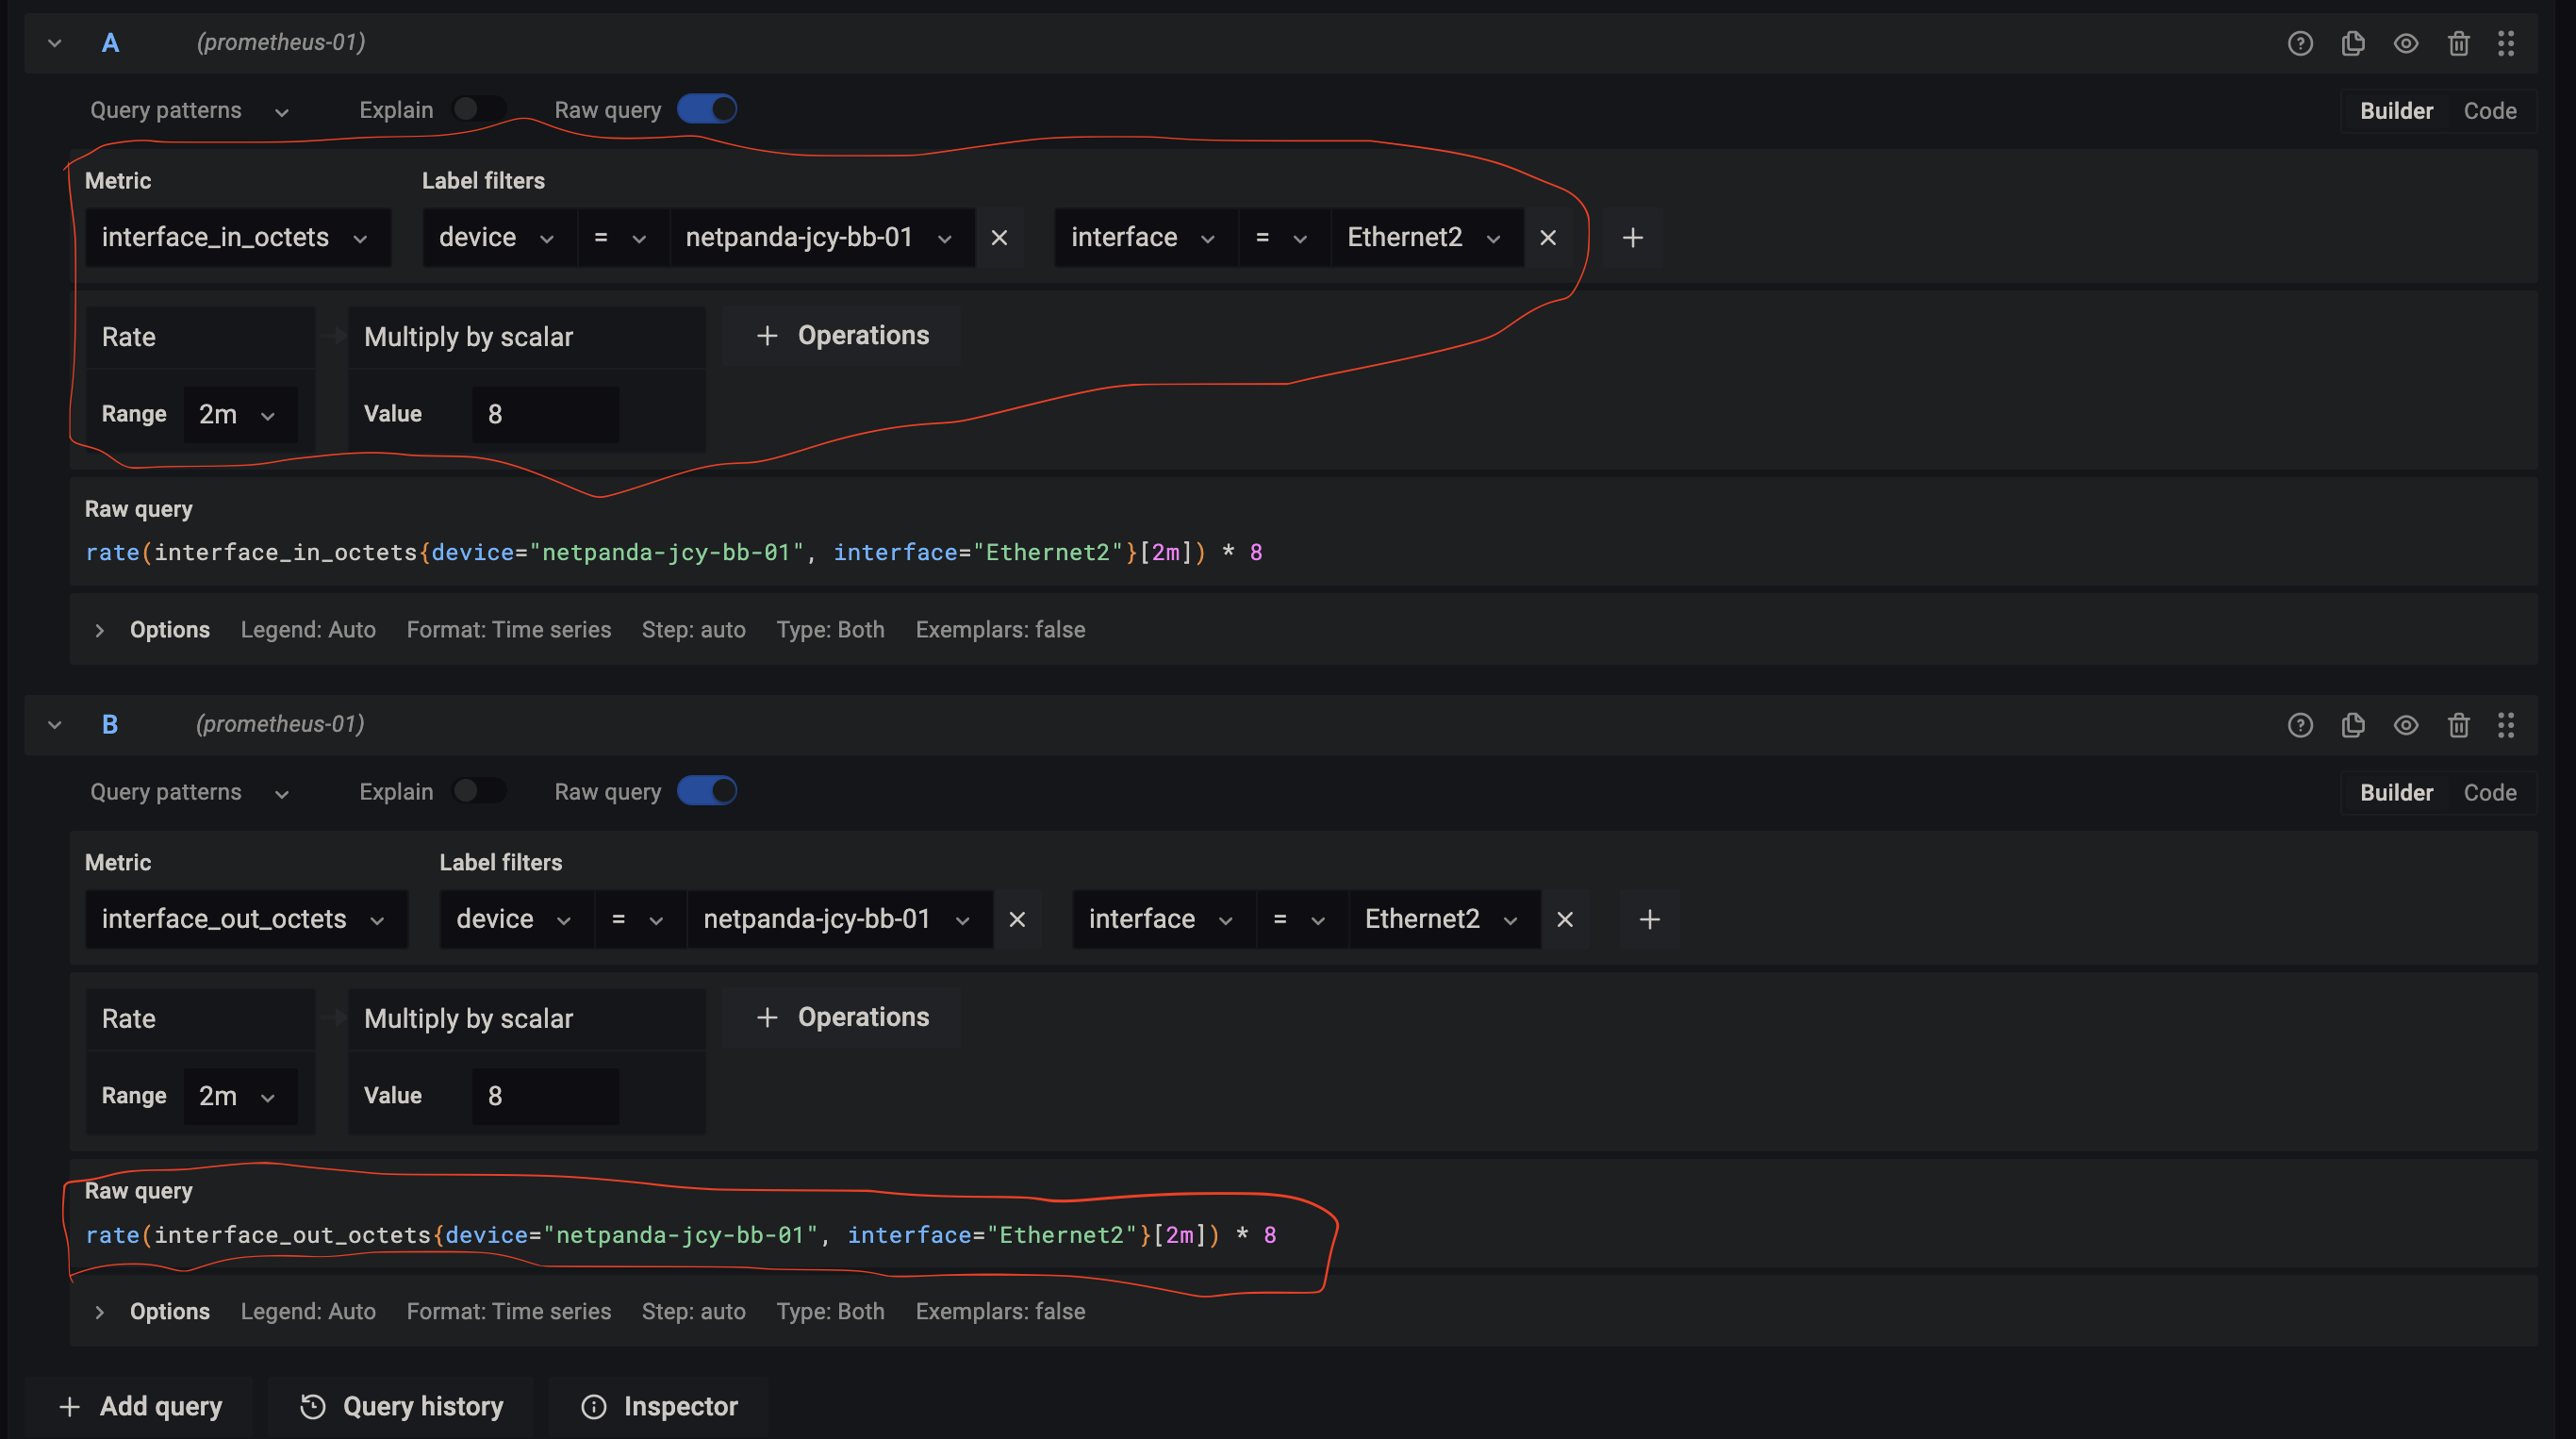 A (prometheus-01)
Query patterns Explain Raw query Builder Code
Metric Label filters
interface_in_octets device = netpanda-jcy-bb-01 interface = Ethernet2
Rate Multiply by scalar Operations
Range 2m Value 8
Raw query
rate(interface_in_octets{device="netpanda-jcy-bb-01", interface="Ethernet2"}[2m]) * 8
Options Legend: Auto Format: Time series Step: auto Type: Both Exemplars: false
B (prometheus-01)
Query patterns Explain Raw query Builder Code
Metric Label filters
interface_out_octets device = netpanda-jcy-bb-01 interface = Ethernet2
Rate Multiply by scalar Operations
Range 2m Value 8
Raw query
rate(interface_out_octets{device="netpanda-jcy-bb-01", interface="Ethernet2"}[2m]) * 8
Options Legend: Auto Format: Time series Step: auto Type: Both Exemplars: false
+ Add query Query history Inspector